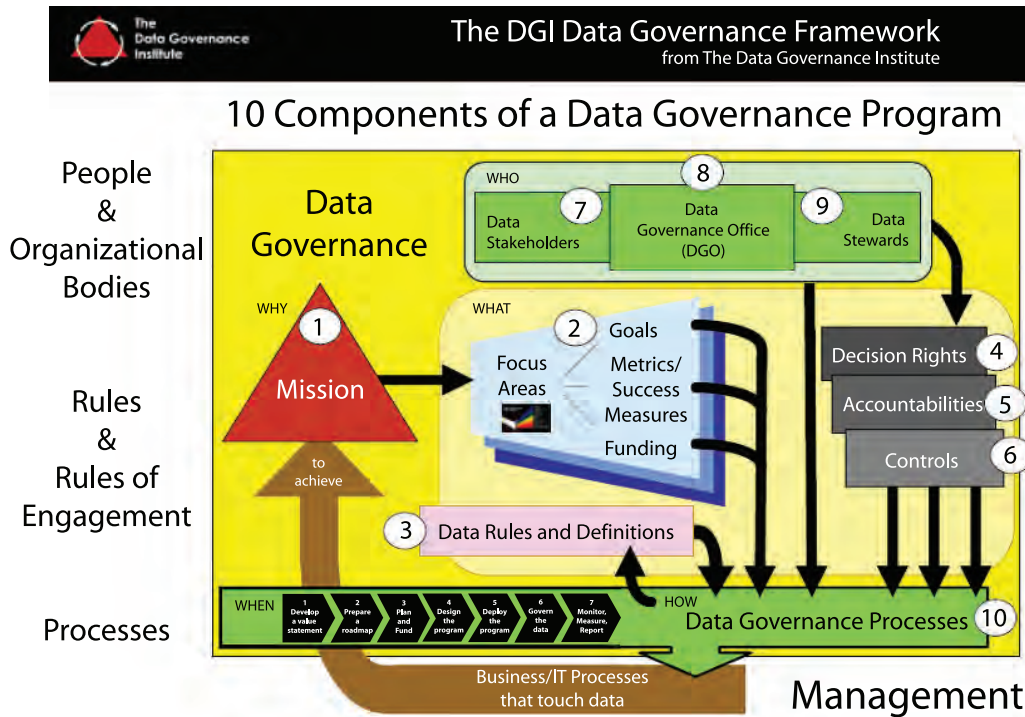 The
Data Governance
Institute
The DGI Data Governance Framework
from The Data Governance Institute
10 Components of a Data Governance Program
People
&
Organizational
Bodies
Rules
&
Rules of
Engagement
Processes
Data
Governance
WHO
7
Data
Stakeholders
8
Data
Governance Office
(DGO)
9
Data
Stewards
WHY
1
Mission
to
achieve
WHAT
2
Focus
Areas
Goals
Metrics/
Success
Measures
Funding
Decision Rights
4
Accountabilities
5
Controls
6
3
Data Rules and Definitions
WHEN
1
Develop
a value
statement
2
Prepare
a
roadmap
3
Plan
and
Fund
4
Design
the
program
5
Deploy
the
program
6
Govern
the
data
7
Monitor,
Measure,
Report
HOW
Data Governance Processes
10
Business/IT Processes
that touch data
Management